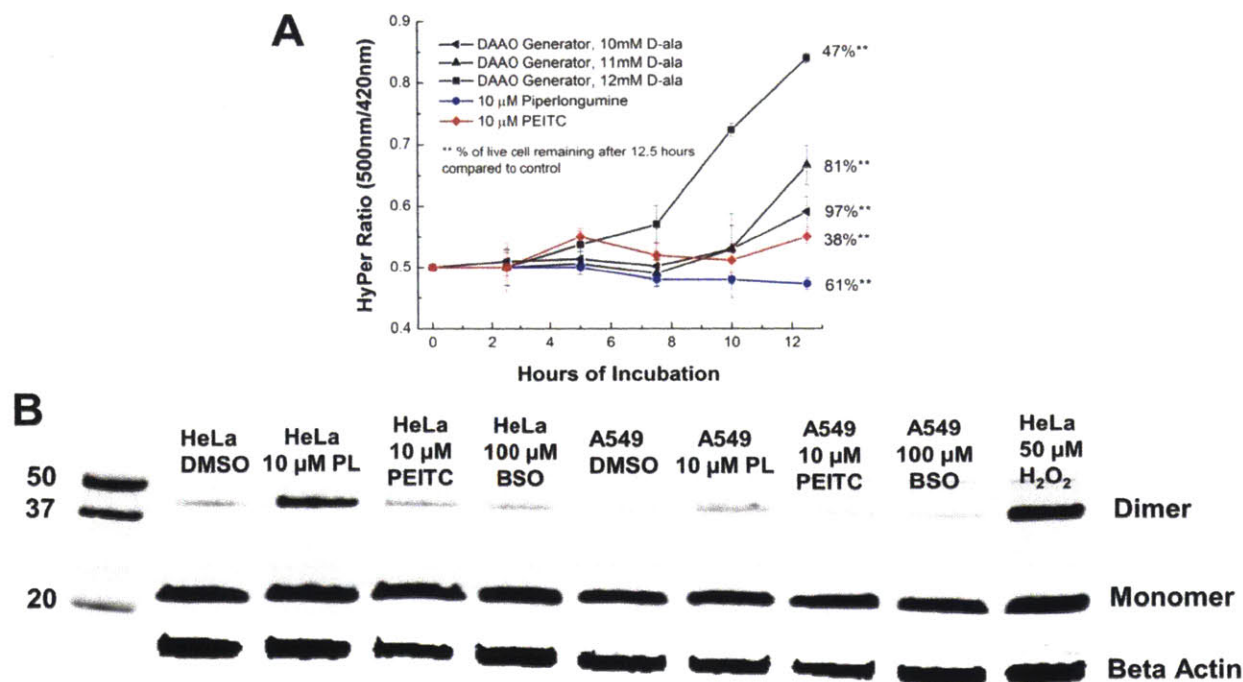 A
HyPer Ratio (500nm/420nm)
0.9
0.8
0.7
0.6
0.5
0.4
DAAO Generator, 10mM D-ala
DAAO Generator, 11mM D-ala
DAAO Generator, 12mM D-ala
10 μM Piperlongumine
10 μM PEITC
** % of live cell remaining after 12.5 hours
compared to control
47%**
81%**
97%**
38%**
61%**
0 2 4 6 8 10 12
Hours of Incubation
B
HeLa
DMSO
HeLa
10 μM PL
HeLa
10 μM
PEITC
HeLa
100 μM
BSO
A549
DMSO
A549
10 μM PL
A549
10 μM
PEITC
A549
100 μM
BSO
HeLa
50 μM
H₂O₂
50
37
20
Dimer
Monomer
Beta Actin